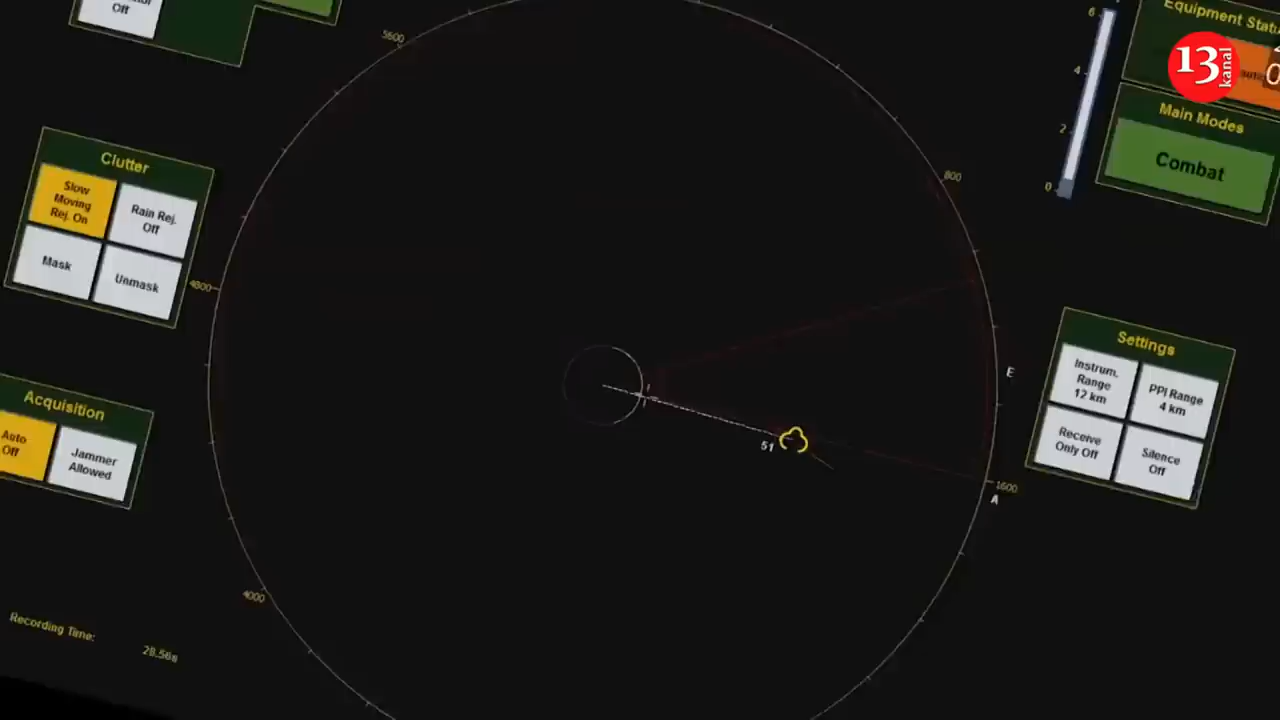 Off
5600
6
4
2
0
Equipment
13
kanal
Main Modes
Combat
Clutter
Slow
Moving
Rej. On
Rain Rej.
Off
Mask
Unmask
800
4800
E
Settings
Instrum.
Range
12 km
PPI Range
4 km
Receive
Only Off
Silence
Off
51
1600
A
Acquisition
Auto
Off
Jammer
Allowed
4000
Recording Time:
28.56s